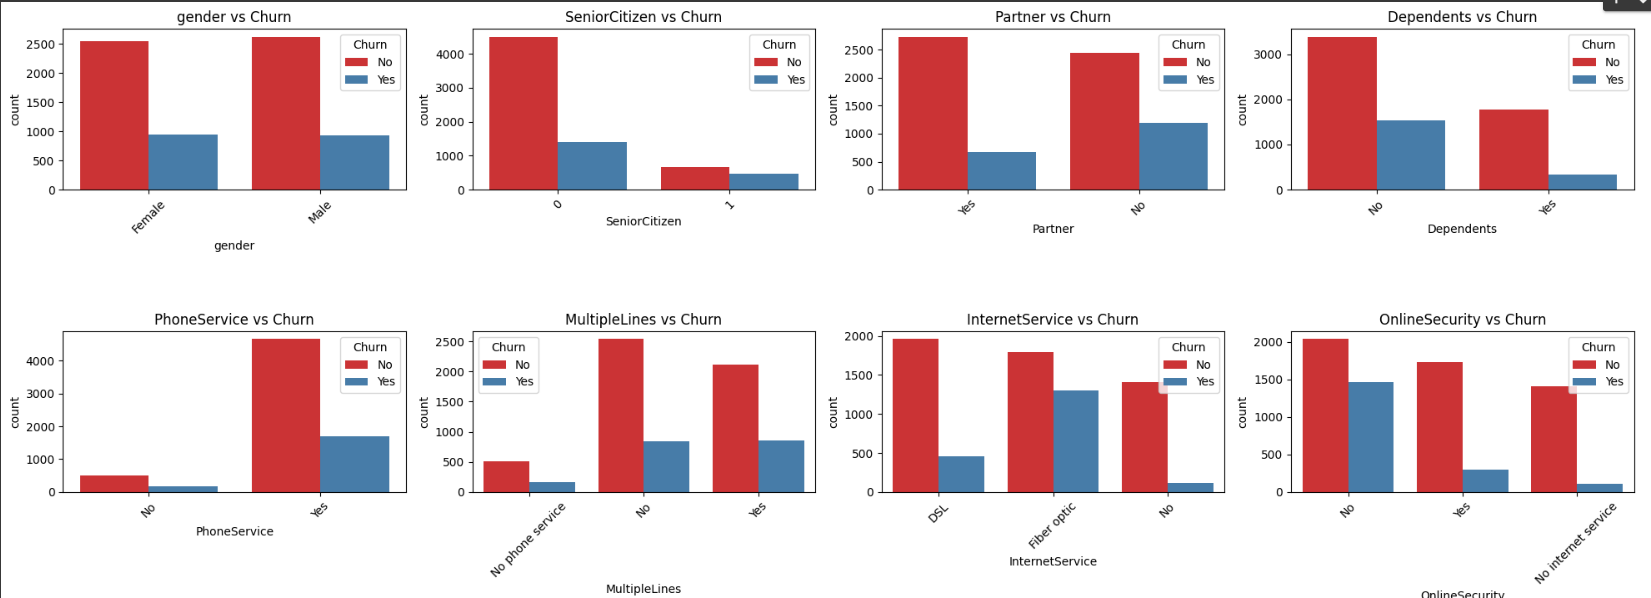 gender vs Churn
2500
2000
1500
1000
500
0
count
Churn
No
Yes
Female
Male
gender
SeniorCitizen vs Churn
4000
3000
2000
1000
0
count
Churn
No
Yes
0
1
SeniorCitizen
Partner vs Churn
2500
2000
1500
1000
500
0
count
Churn
No
Yes
Yes
No
Partner
Dependents vs Churn
3000
2000
1000
0
count
Churn
No
Yes
No
Yes
Dependents
PhoneService vs Churn
4000
3000
2000
1000
0
count
Churn
No
Yes
No
Yes
PhoneService
MultipleLines vs Churn
2500
2000
1500
1000
500
0
count
Churn
No
Yes
No phone service
No
Yes
MultipleLines
InternetService vs Churn
2000
1500
1000
500
0
count
Churn
No
Yes
DSL
Fiber optic
No
InternetService
OnlineSecurity vs Churn
2000
1500
1000
500
0
count
Churn
No
Yes
No
Yes
No internet service
OnlineSecurity